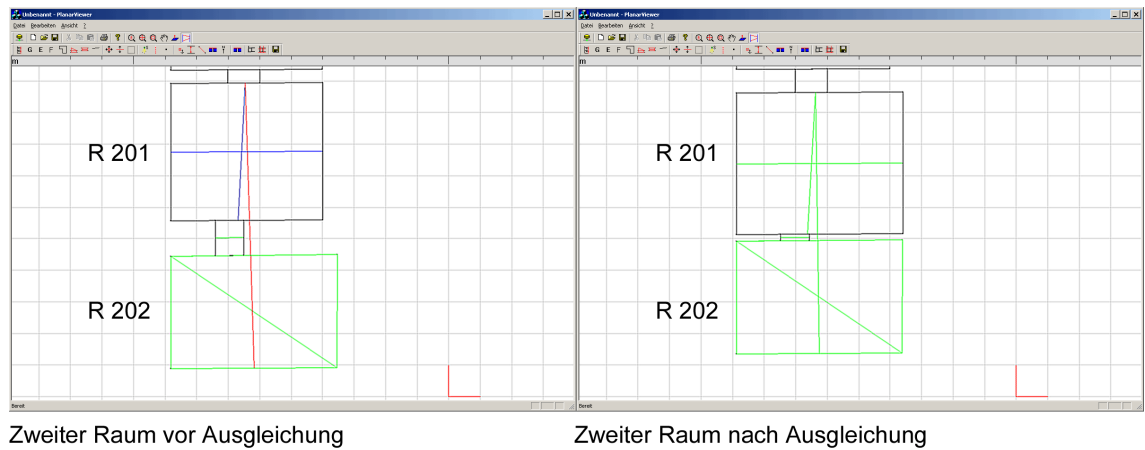 Unbenannt - PlanarViewer
Datei Bearbeiten Ansicht ?
G E F
m
R 201
R 202
Bereit
Unbenannt - PlanarViewer
Datei Bearbeiten Ansicht ?
G E F
m
R 201
R 202
Bereit
Zweiter Raum vor Ausgleichung
Zweiter Raum nach Ausgleichung